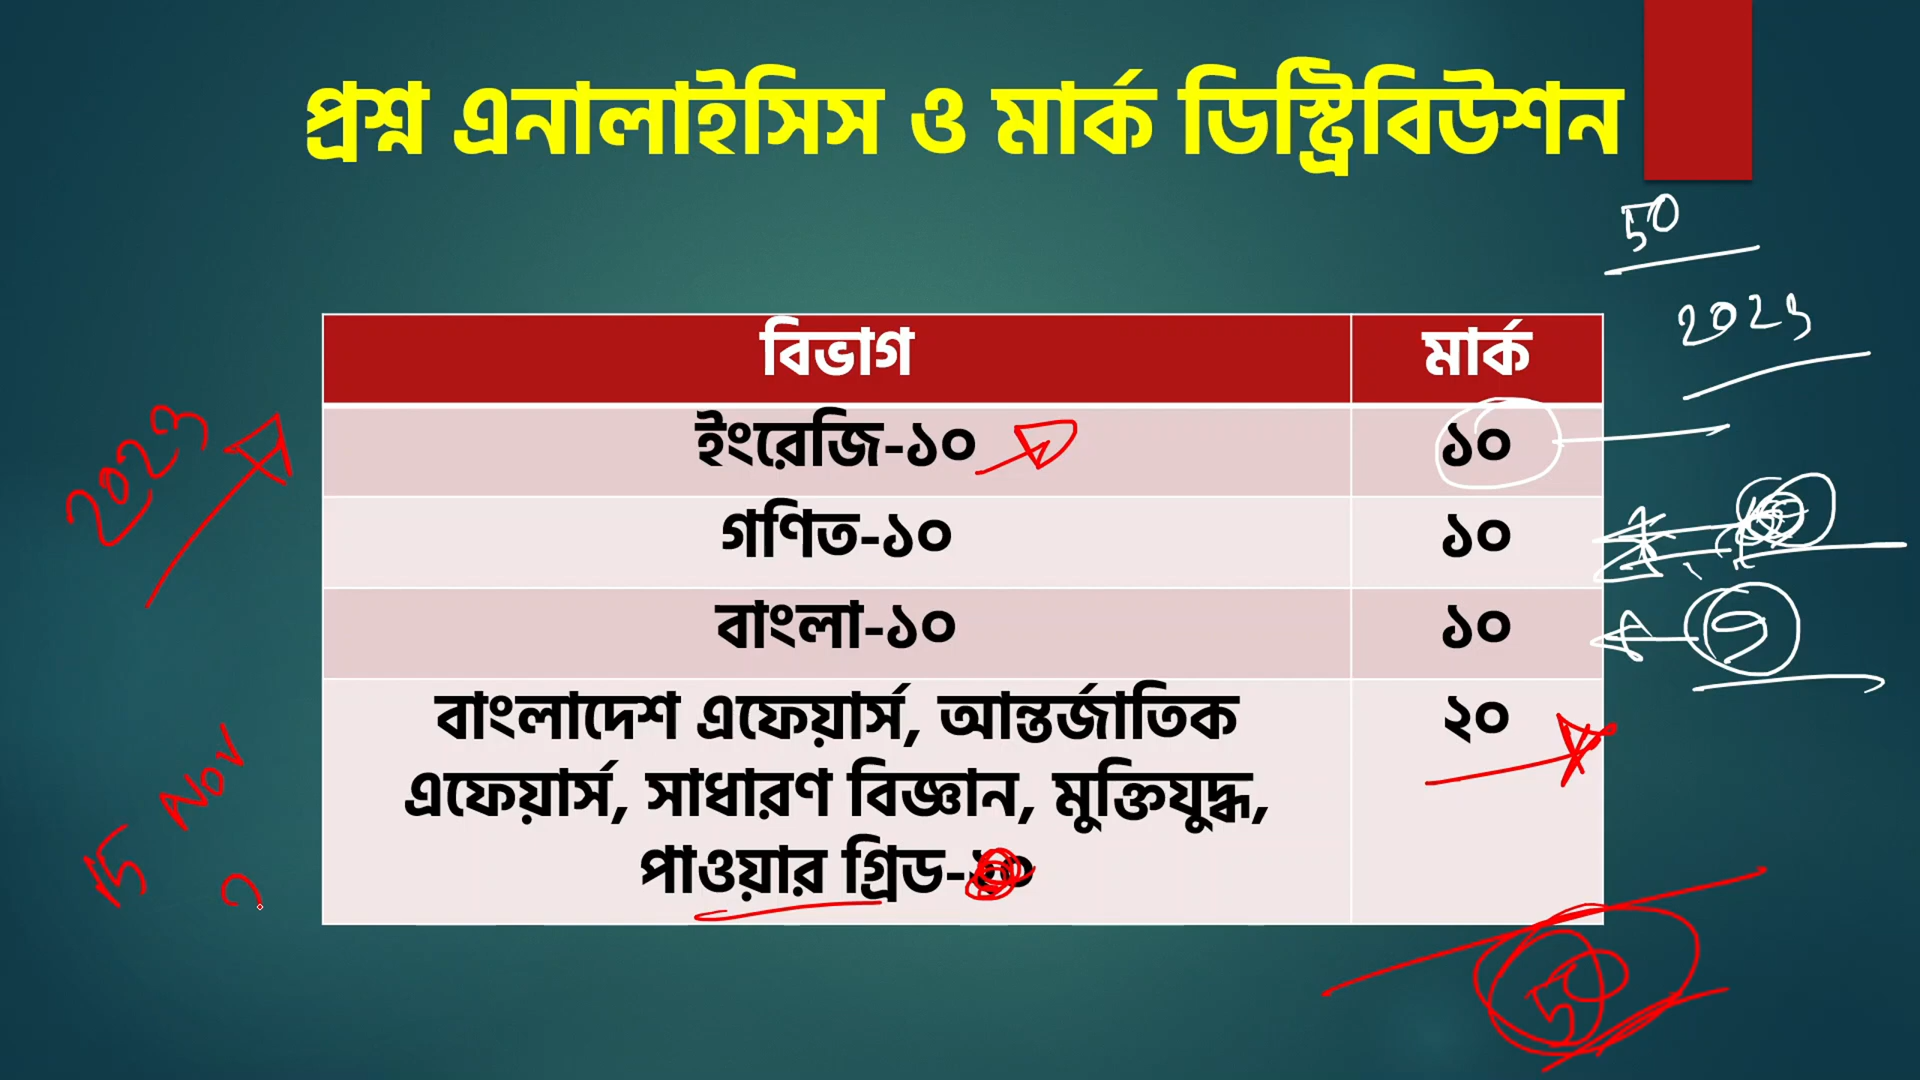 প্রশ্ন এনালাইসিস ও মার্ক ডিস্ট্রিবিউশন
50
2023
বিভাগ মার্ক
ইংরেজি-১০ ১০
2023
গণিত-১০ ১০
বাংলা-১০ ১০
বাংলাদেশ এফেয়ার্স, আন্তর্জাতিক ২০
এফেয়ার্স, সাধারণ বিজ্ঞান, মুক্তিযুদ্ধ,
পাওয়ার গ্রিড-
15 Nov
50